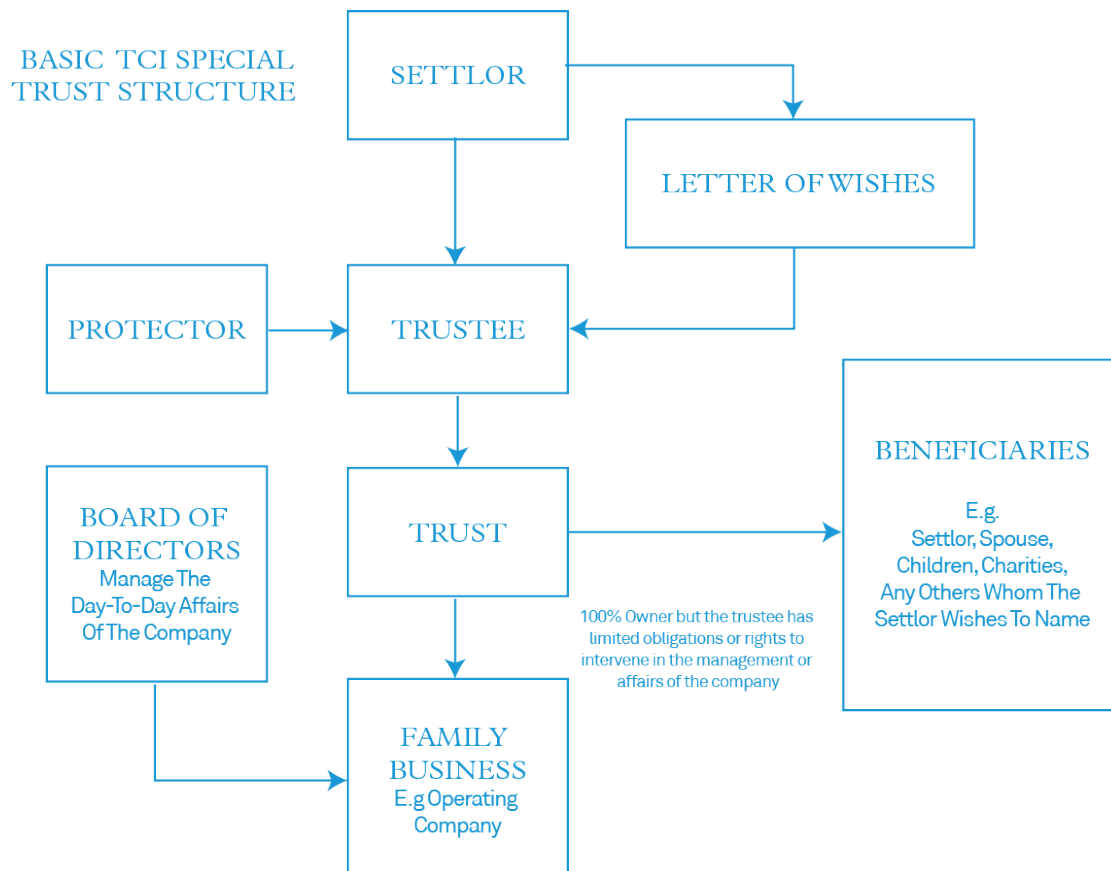 BASIC TCI SPECIAL
TRUST STRUCTURE
SETTLOR
LETTER OF WISHES
PROTECTOR
TRUSTEE
BENEFICIARIES
E.g.
Settlor, Spouse,
Children, Charities,
Any Others Whom The
Settlor Wishes To Name
BOARD OF
DIRECTORS
Manage The
Day-To-Day Affairs
Of The Company
TRUST
100% Owner but the trustee has
limited obligations or rights to
intervene in the management or
affairs of the company
FAMILY
BUSINESS
E.g Operating
Company